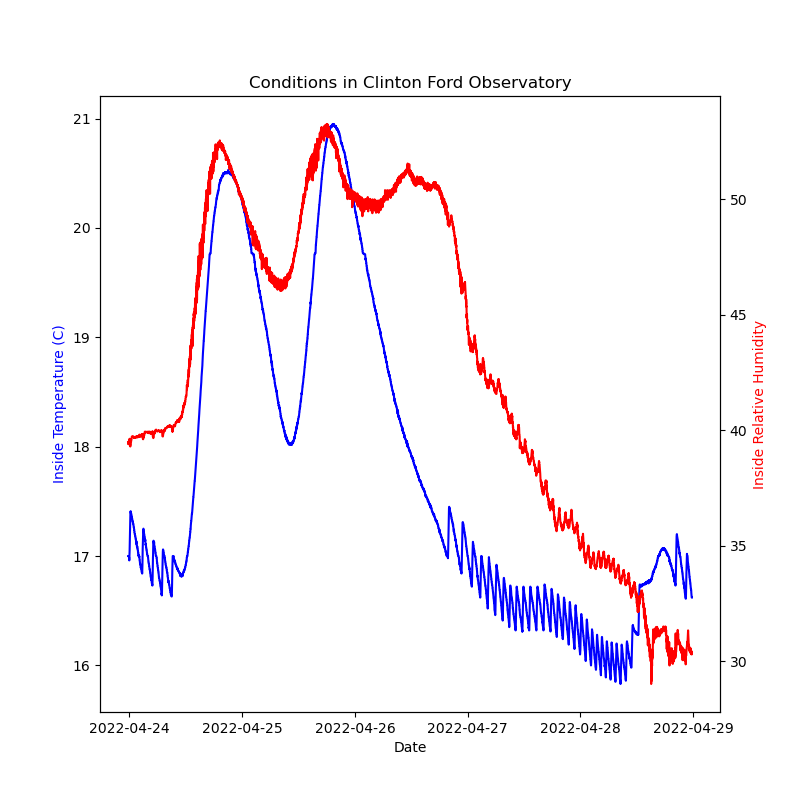 Conditions in Clinton Ford Observatory
21
20
19
18
17
16
Inside Temperature (C)
50
45
40
35
30
Inside Relative Humidity
2022-04-24 2022-04-25 2022-04-26 2022-04-27 2022-04-28 2022-04-29
Date